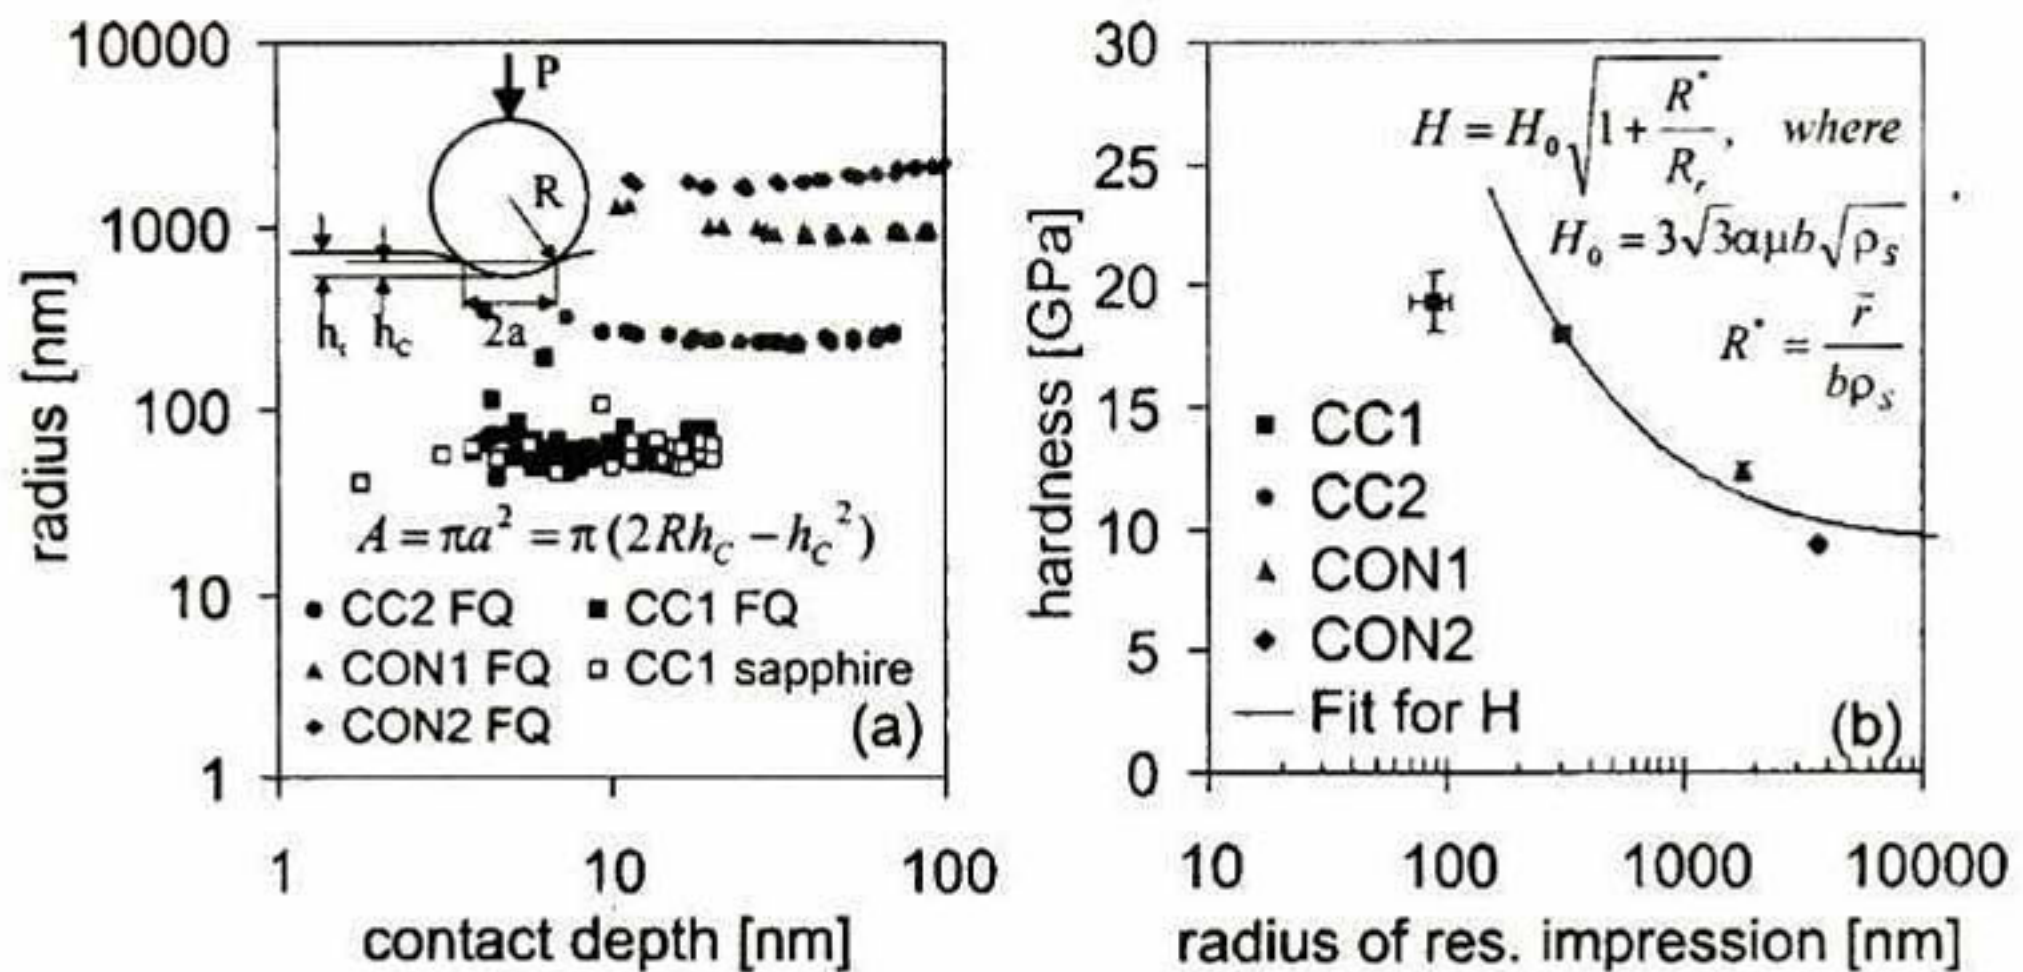 10000
1000
100
10
1
radius [nm]
P
R
hₜ
h_C
2a
A = πa² = π(2Rh_C − h_C²)
● CC2 FQ ■ CC1 FQ
▲ CON1 FQ □ CC1 sapphire
◆ CON2 FQ
(a)
1 10 100
contact depth [nm]
30
25
20
15
10
5
0
hardness [GPa]
H = H₀√(1 + R*/Rᵣ), where
H₀ = 3√3αμb√ρ_S
R* = r̄/bρ_S
■ CC1
● CC2
▲ CON1
◆ CON2
— Fit for H
(b)
10 100 1000 10000
radius of res. impression [nm]